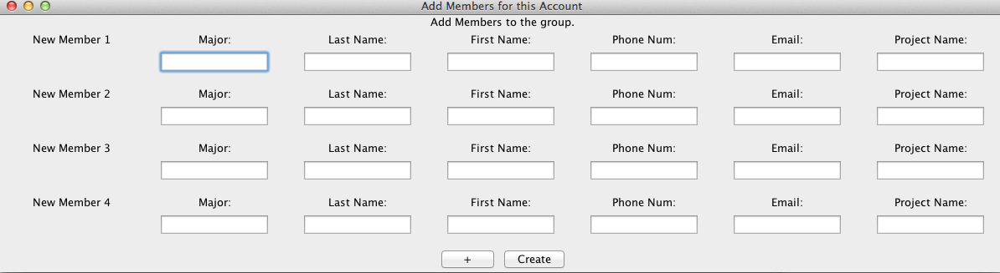 Add Members for this Account
Add Members to the group.
New Member 1 Major: Last Name: First Name: Phone Num: Email: Project Name:
New Member 2 Major: Last Name: First Name: Phone Num: Email: Project Name:
New Member 3 Major: Last Name: First Name: Phone Num: Email: Project Name:
New Member 4 Major: Last Name: First Name: Phone Num: Email: Project Name:
+ Create